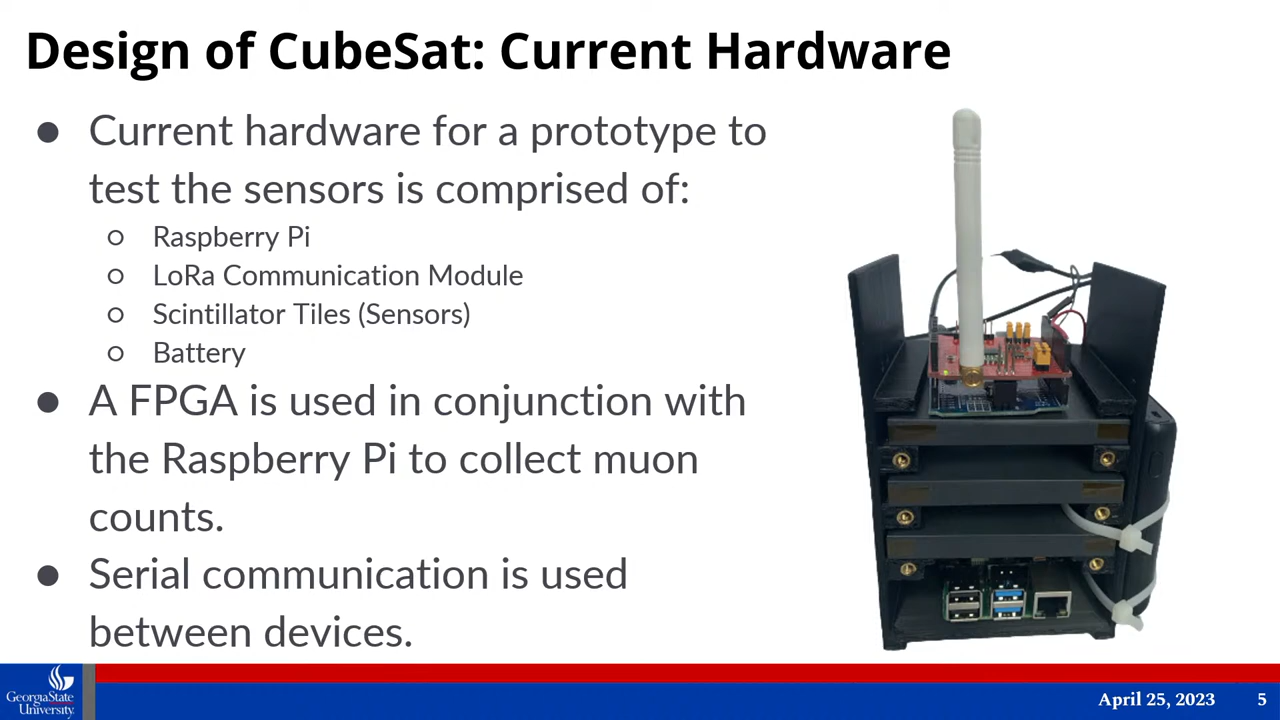 Design of CubeSat: Current Hardware
● Current hardware for a prototype to
test the sensors is comprised of:
○ Raspberry Pi
○ LoRa Communication Module
○ Scintillator Tiles (Sensors)
○ Battery
● A FPGA is used in conjunction with
the Raspberry Pi to collect muon
counts.
● Serial communication is used
between devices.
GeorgiaState
University
April 25, 2023 5